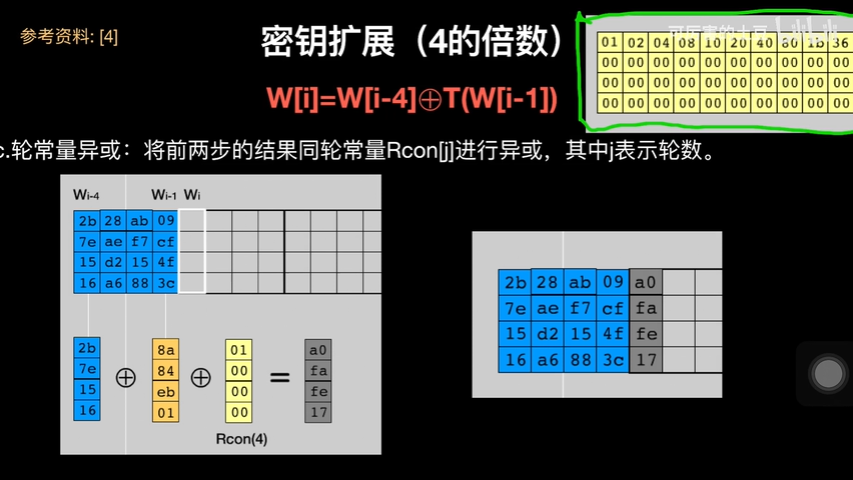 参考资料: [4]
密钥扩展（4的倍数）
W[i]=W[i-4]⊕T(W[i-1])
01 02 04 08 10 20 40 80 1b 36
00 00 00 00 00 00 00 00 00 00
00 00 00 00 00 00 00 00 00 00
00 00 00 00 00 00 00 00 00 00
c.轮常量异或：将前两步的结果同轮常量Rcon[j]进行异或，其中j表示轮数。
Wi-4 Wi-1 Wi
2b 28 ab 09
7e ae f7 cf
15 d2 15 4f
16 a6 88 3c
2b 8a 01 a0
7e 84 00 fa
⊕ ⊕ =
15 eb 00 fe
16 01 00 17
Rcon(4)
2b 28 ab 09 a0
7e ae f7 cf fa
15 d2 15 4f fe
16 a6 88 3c 17